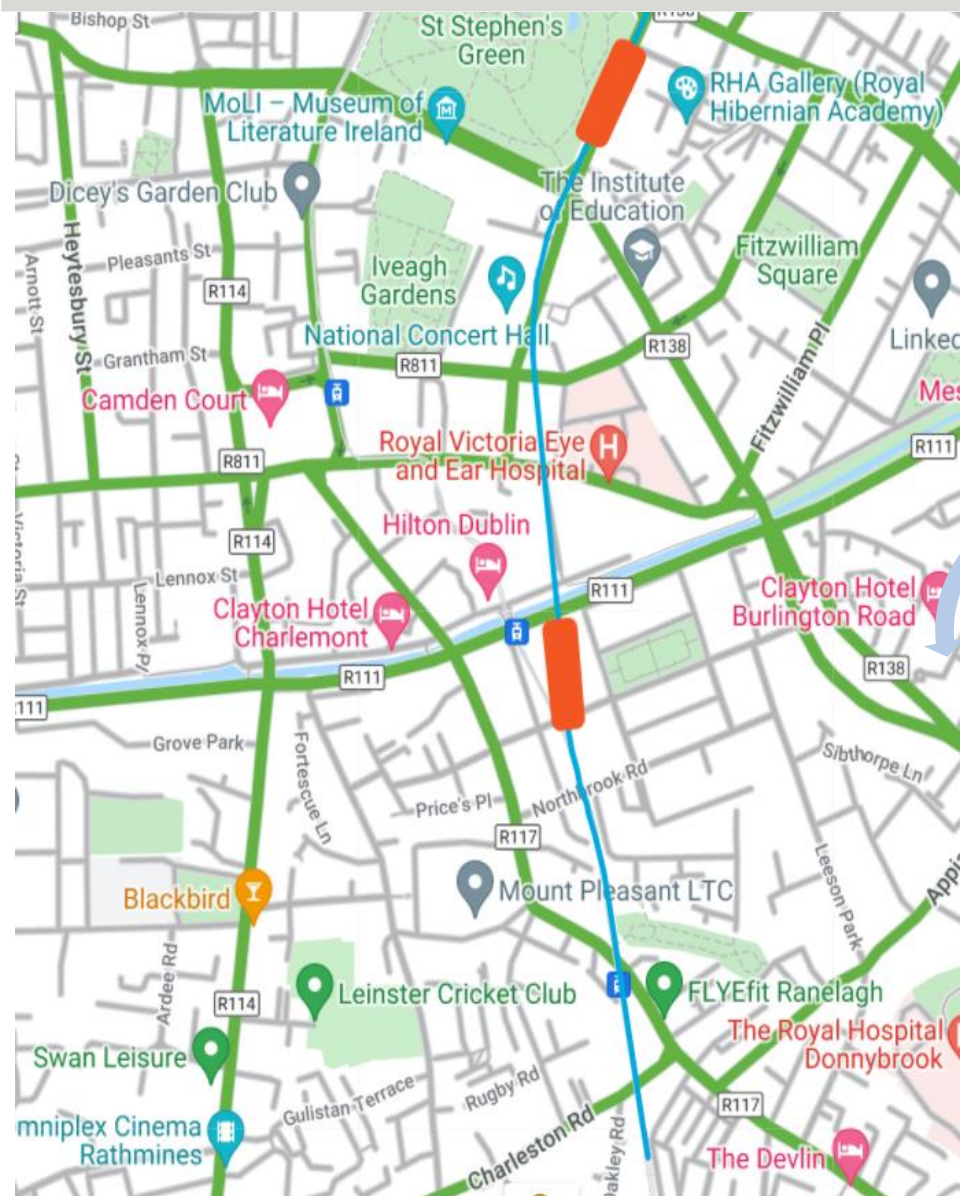 Bishop St
St Stephen's
Green
MoLI – Museum of
Literature Ireland
RHA Gallery (Royal
Hibernian Academy)
Dicey's Garden Club
The Institute
of Education
Heytesbury St
Arnott St
Pleasants St
R114
Iveagh
Gardens
Fitzwilliam
Square
National Concert Hall
Grantham St
R811
R138
Camden Court
Fitzwilliam Pl
R811
Royal Victoria Eye
and Ear Hospital
R111
Victoria St
R114
Hilton Dublin
Lennox St
Lennox Pl
R111
Clayton Hotel
Charlemont
Clayton Hotel
Burlington Road
R111
R138
Grove Park
Fortescue Ln
Sibthorpe Ln
Price's Pl
Northbrook Rd
R117
Leeson Park
Blackbird
Mount Pleasant LTC
Ardee Rd
R114
Leinster Cricket Club
FLYEfit Ranelagh
Swan Leisure
The Royal Hospital
Donnybrook
Gulistan Terrace
Rugby Rd
R117
mniplex Cinema
Rathmines
Charleston Rd
Oakley Rd
The Devlin